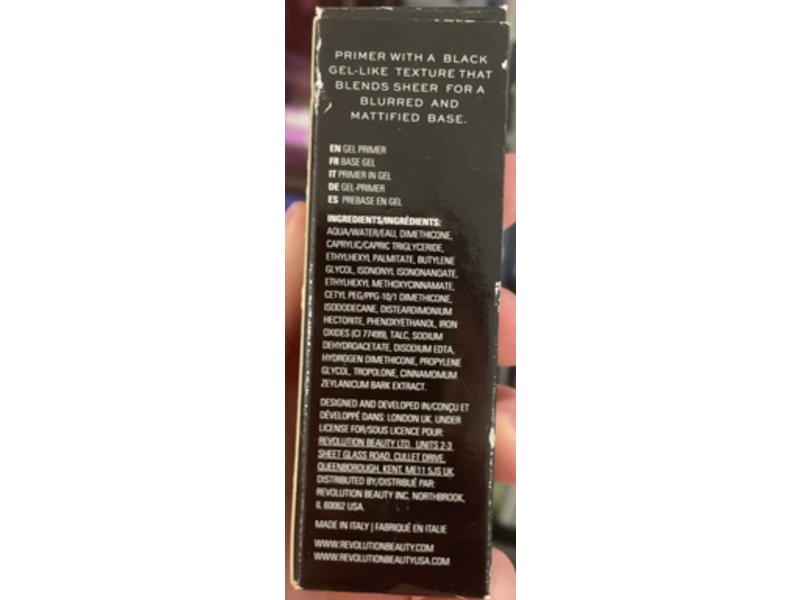 PRIMER WITH A BLACK
GEL-LIKE TEXTURE THAT
BLENDS SHEER FOR A
BLURRED AND
MATTIFIED BASE.
EN GEL PRIMER
FR BASE GEL
IT PRIMER IN GEL
DE GEL-PRIMER
ES PREBASE EN GEL
INGREDIENTS/INGRÉDIENTS:
AQUA/WATER/EAU, DIMETHICONE,
CAPRYLIC/CAPRIC TRIGLYCERIDE,
ETHYLHEXYL PALMITATE, BUTYLENE
GLYCOL, ISONONYL ISONONANOATE,
ETHYLHEXYL METHOXYCINNAMATE,
CETYL PEG/PPG-10/1 DIMETHICONE,
ISODODECANE, DISTEARDIMONIUM
HECTORITE, PHENOXYETHANOL, IRON
OXIDES (CI 77499), TALC, SODIUM
DEHYDROACETATE, DISODIUM EDTA,
HYDROGEN DIMETHICONE, PROPYLENE
GLYCOL, TROPOLONE, CINNAMOMUM
ZEYLANICUM BARK EXTRACT.
DESIGNED AND DEVELOPED IN/CONÇU ET
DÉVELOPPÉ DANS: LONDON UK. UNDER
LICENSE FOR/SOUS LICENCE POUR:
REVOLUTION BEAUTY LTD, UNITS 2-3,
SHEET GLASS ROAD, CULLET DRIVE,
QUEENBOROUGH, KENT, ME11 5JS UK
DISTRIBUTED BY/DISTRIBUÉ PAR:
REVOLUTION BEAUTY INC, NORTHBROOK,
IL 60062 USA.
MADE IN ITALY | FABRIQUÉ EN ITALIE
WWW.REVOLUTIONBEAUTY.COM
WWW.REVOLUTIONBEAUTYUSA.COM